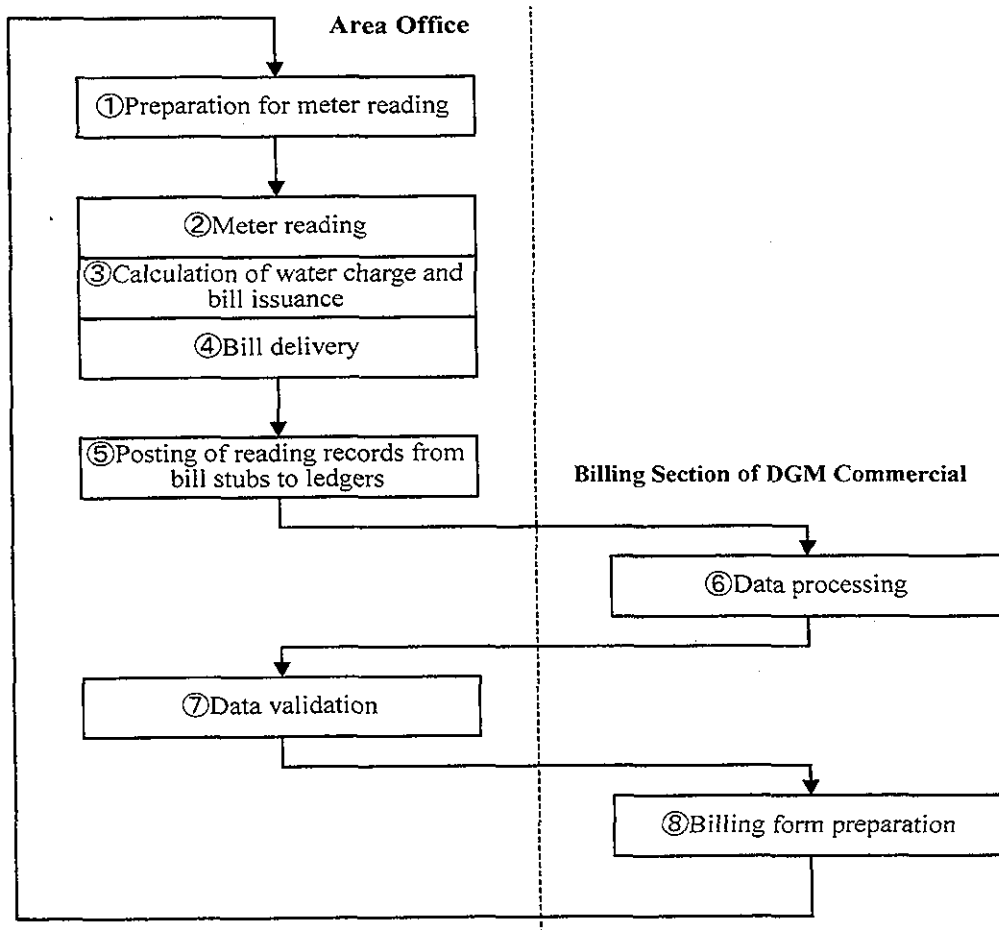 Area Office
①Preparation for meter reading
②Meter reading
③Calculation of water charge and
bill issuance
④Bill delivery
⑤Posting of reading records from
bill stubs to ledgers
Billing Section of DGM Commercial
⑥Data processing
⑦Data validation
⑧Billing form preparation